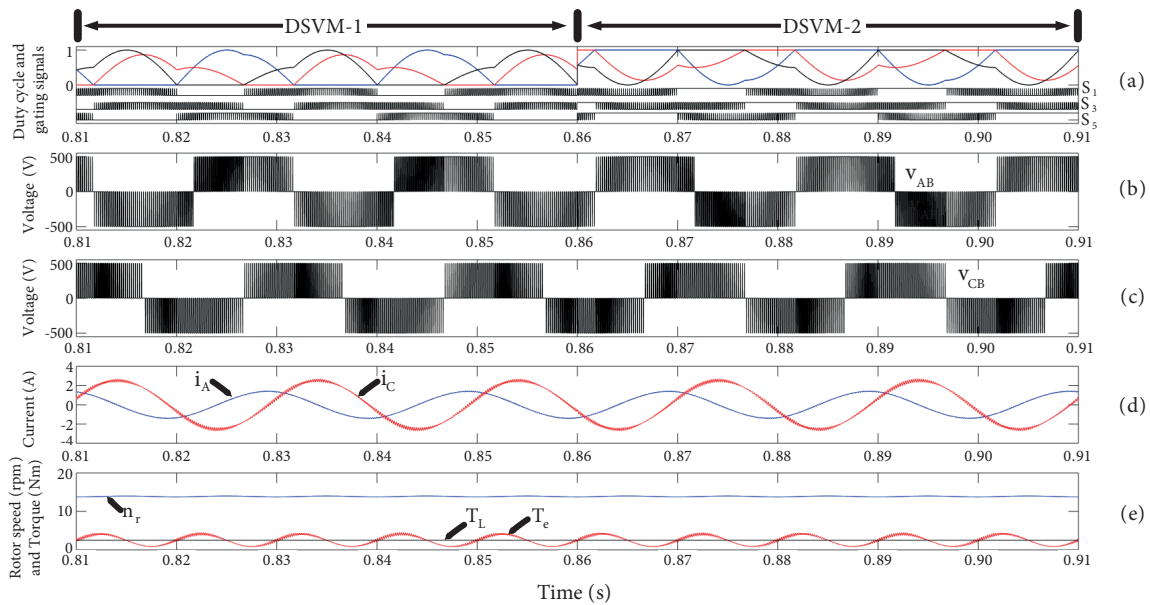 DSVM-1 DSVM-2
Duty cycle and
gating signals
1
0
S1
S3
S5
(a)
0.81 0.82 0.83 0.84 0.85 0.86 0.87 0.88 0.89 0.90 0.91
Voltage (V)
500
0
-500
vAB
(b)
0.81 0.82 0.83 0.84 0.85 0.86 0.87 0.88 0.89 0.90 0.91
Voltage (V)
500
0
-500
vCB
(c)
0.81 0.82 0.83 0.84 0.85 0.86 0.87 0.88 0.89 0.90 0.91
Current (A)
4
2
0
-2
4
iA
iC
(d)
0.81 0.82 0.83 0.84 0.85 0.86 0.87 0.88 0.89 0.90 0.91
Rotor speed (rpm)
and Torque (Nm)
20
10
0
nr
TL
Te
(e)
0.81 0.82 0.83 0.84 0.85 0.86 0.87 0.88 0.89 0.90 0.91
Time (s)